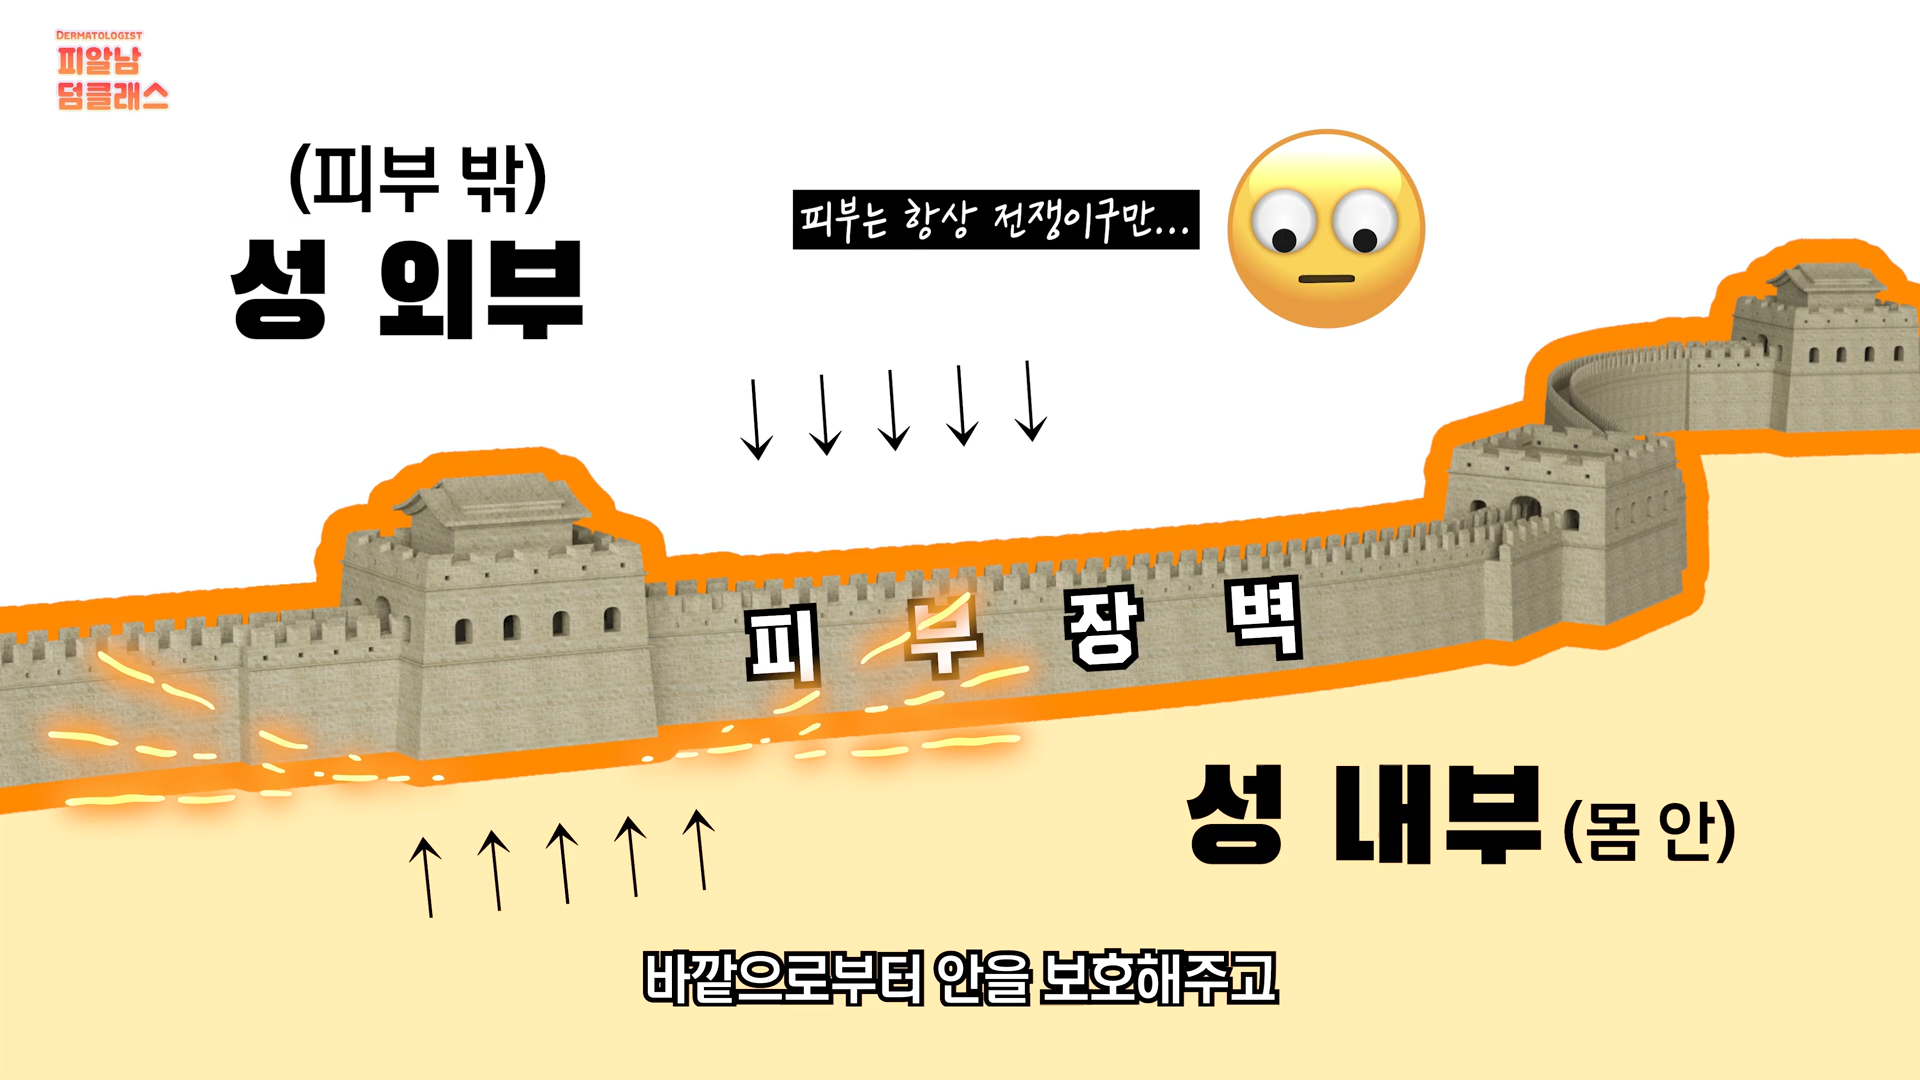 DERMATOLOGIST
피알남
덤클래스
(피부 밖)
성 외부
피부는 항상 전쟁이구만...
피부장벽
성 내부 (몸 안)
바깥으로부터 안을 보호해주고